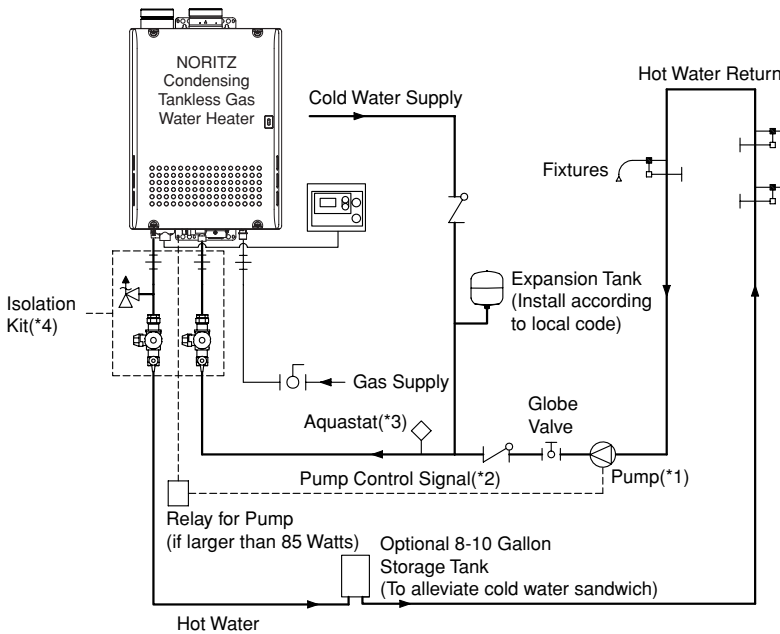 NORITZ
Condensing
Tankless Gas
Water Heater
Cold Water Supply
Hot Water Return
Fixtures
Isolation
Kit(*4)
Expansion Tank
(Install according
to local code)
Gas Supply
Aquastat(*3)
Globe
Valve
Pump Control Signal(*2)
Pump(*1)
Relay for Pump
(if larger than 85 Watts)
Optional 8-10 Gallon
Storage Tank
(To alleviate cold water sandwich)
Hot Water